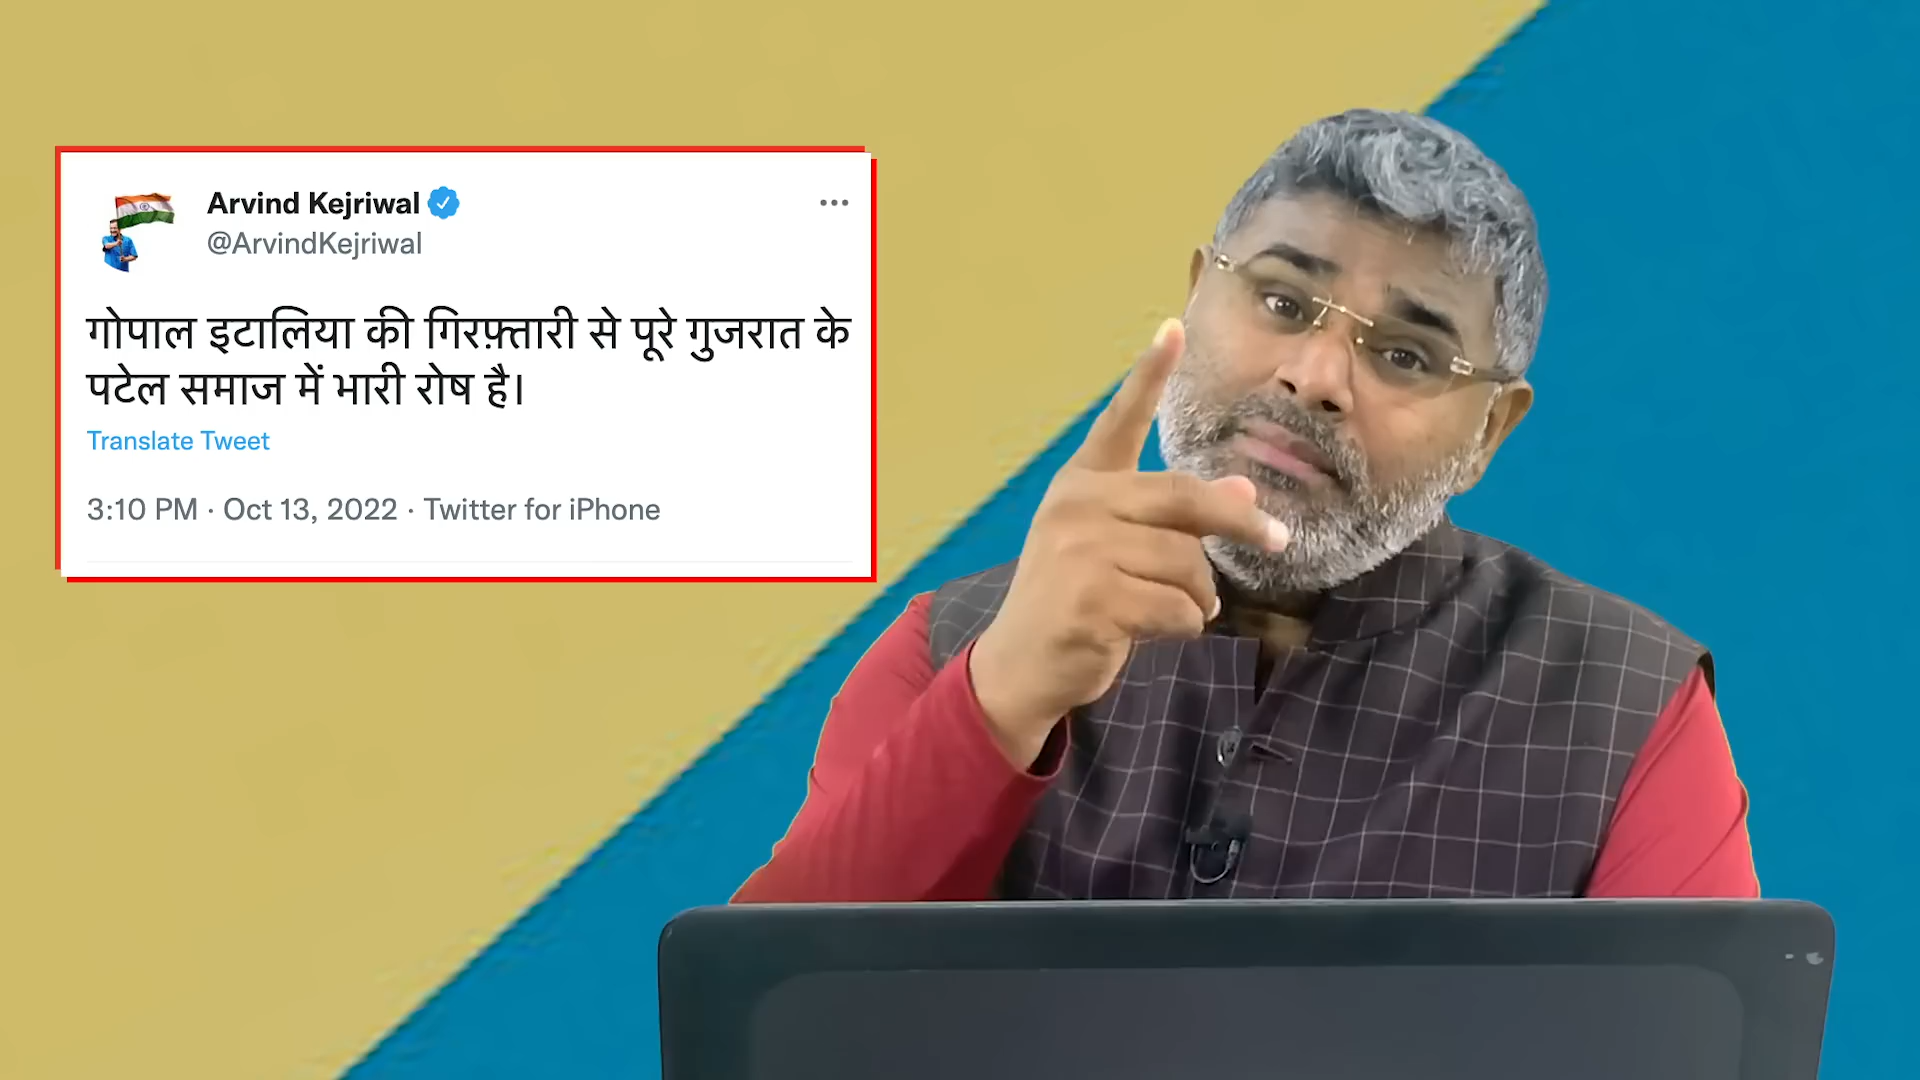 Arvind Kejriwal
@ArvindKejriwal
गोपाल इटालिया की गिरफ़्तारी से पूरे गुजरात के
पटेल समाज में भारी रोष है।
Translate Tweet
3:10 PM · Oct 13, 2022 · Twitter for iPhone